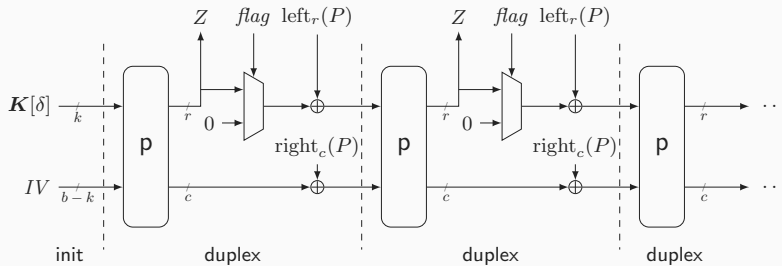 Z flag left_r(P) Z flag left_r(P)
K[δ] k p r 0 p r 0 p r ··
right_c(P) right_c(P)
IV b − k c c c ··
init duplex duplex duplex